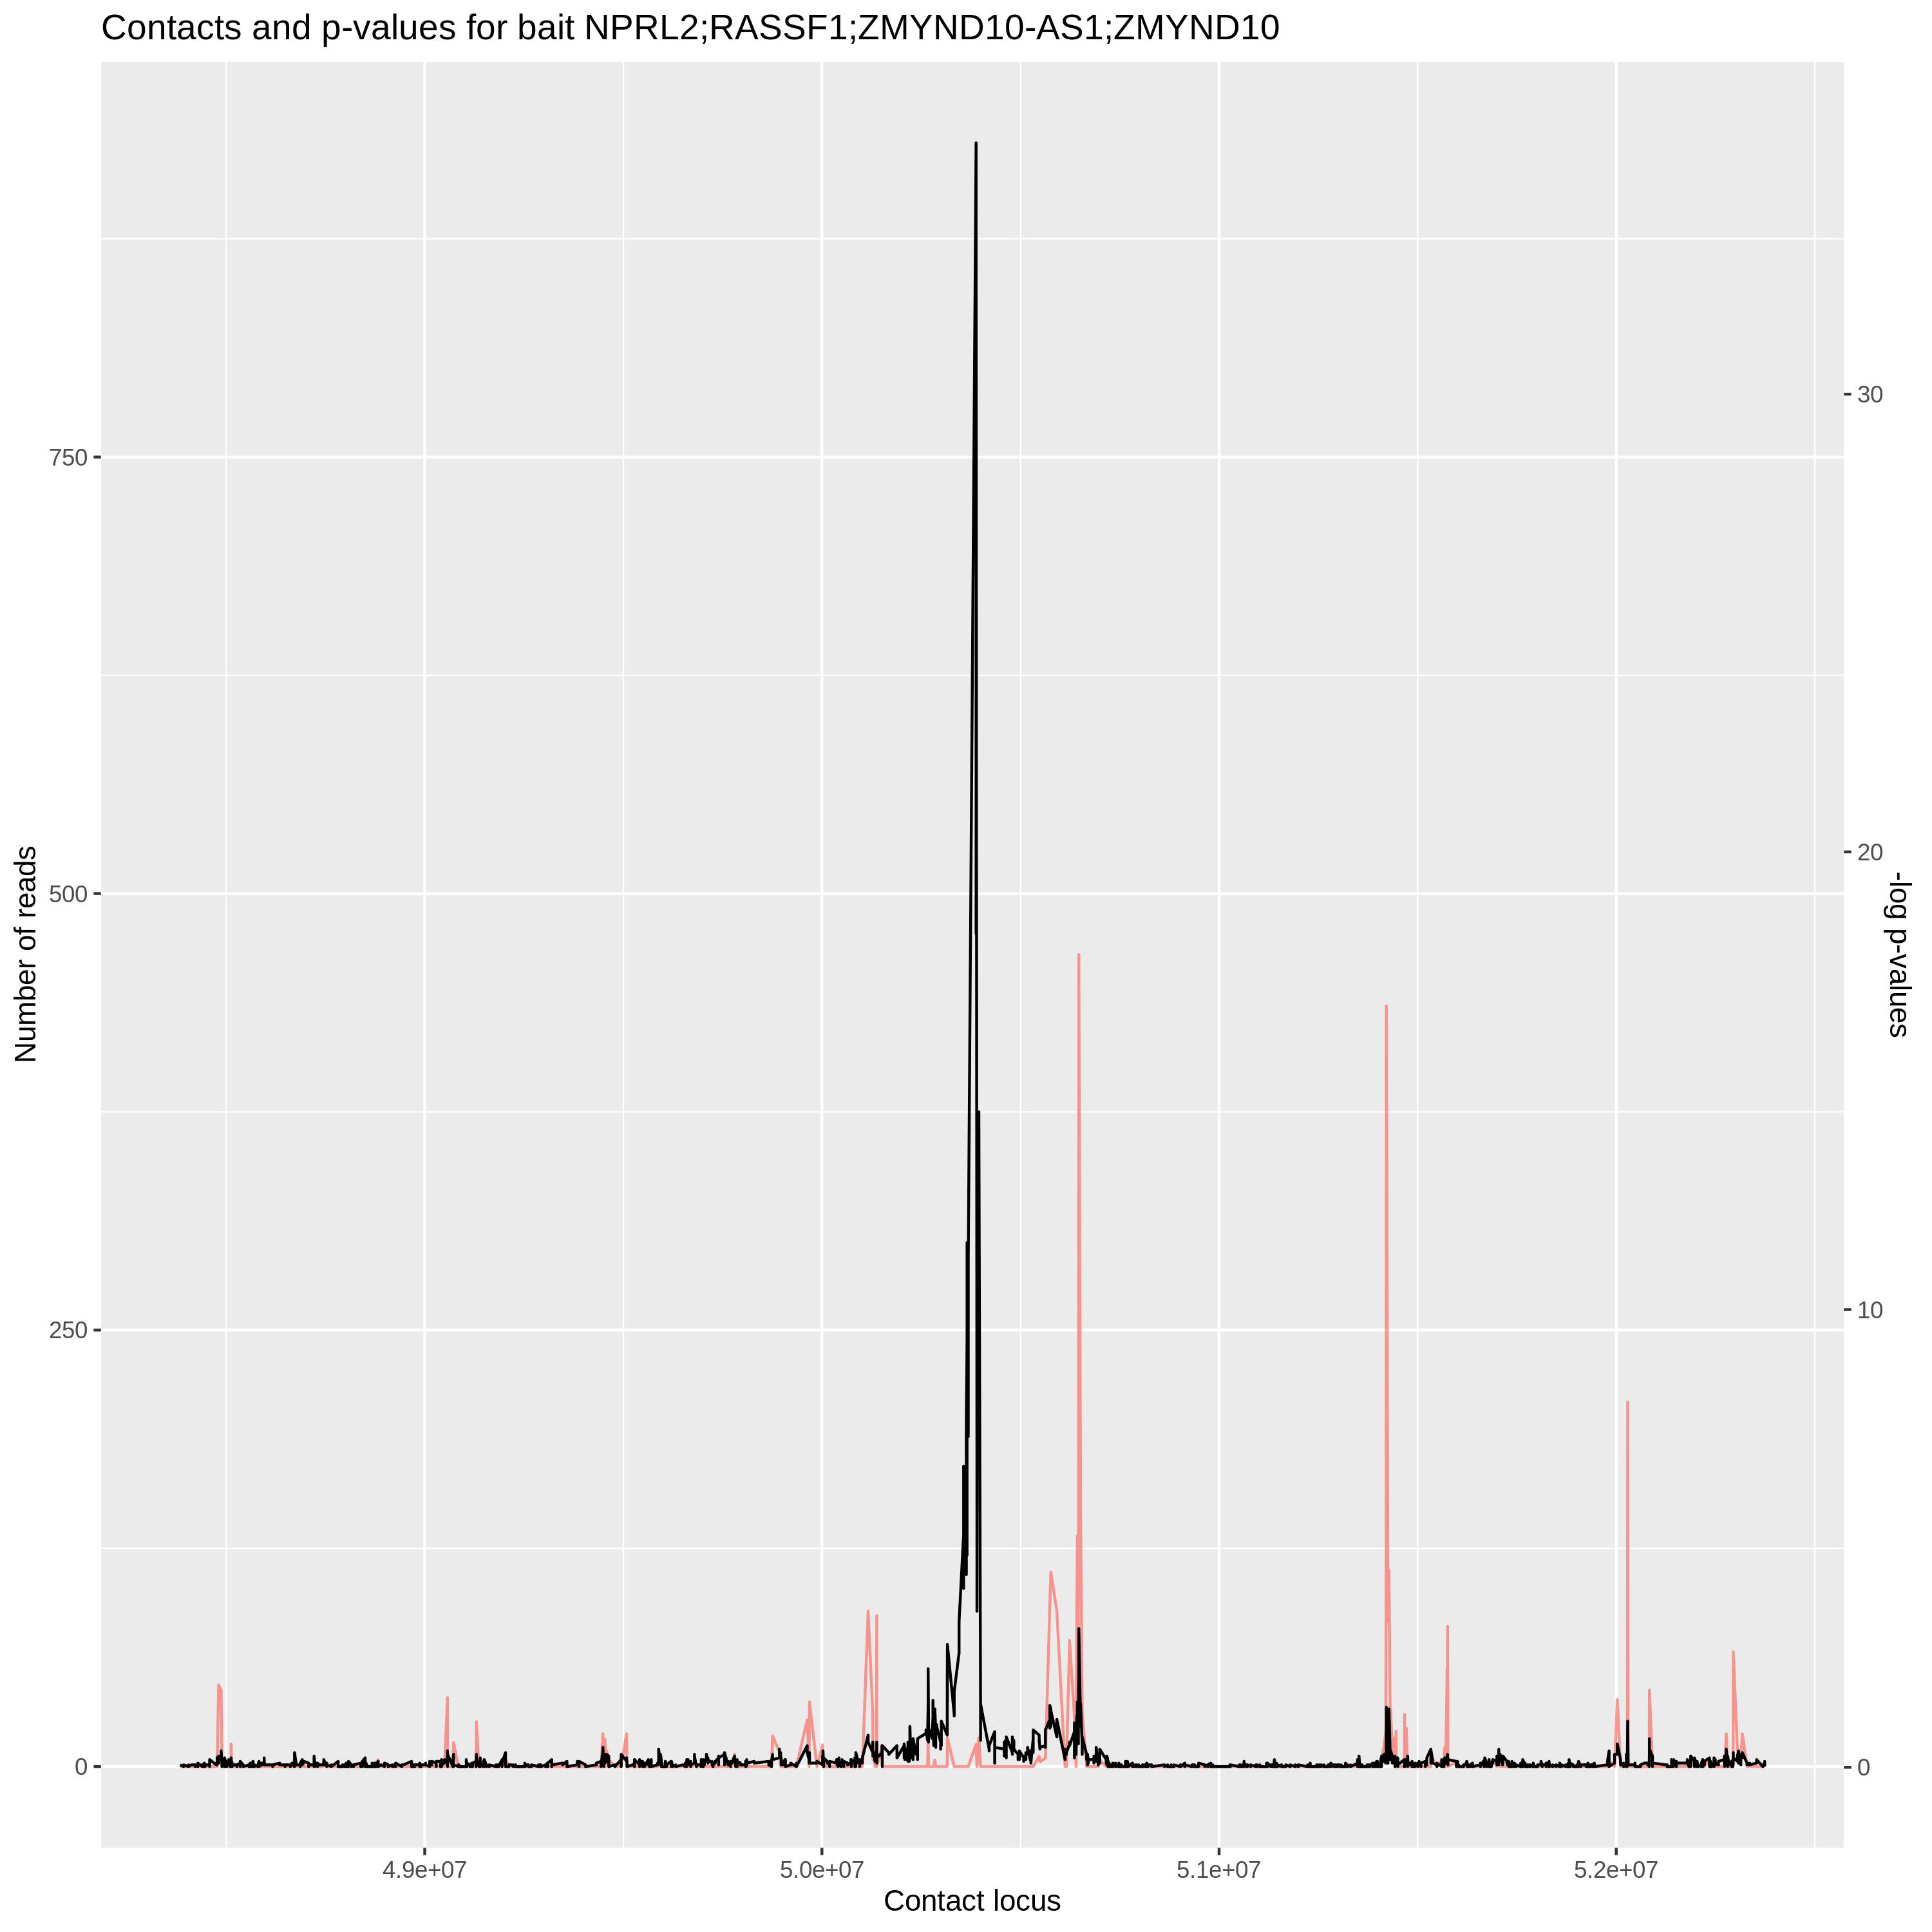 Contacts and p-values for bait NPRL2;RASSF1;ZMYND10-AS1;ZMYND10
30
750
20
500
Number of reads
-log p-values
250
10
0
0
4.9e+07
5.0e+07
5.1e+07
5.2e+07
Contact locus